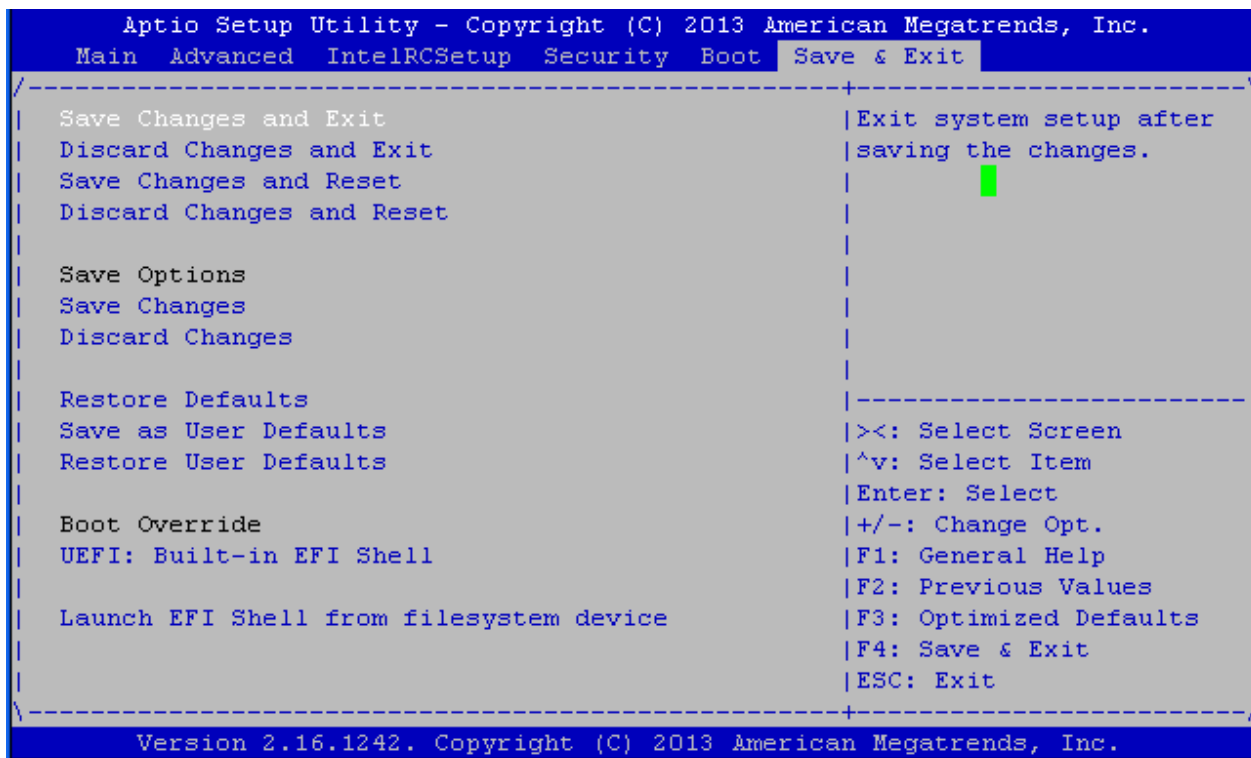 Aptio Setup Utility - Copyright (C) 2013 American Megatrends, Inc.
Main Advanced IntelRCSetup Security Boot Save & Exit
/----------------------------------------------------+-------------------------\
| Save Changes and Exit |Exit system setup after
| Discard Changes and Exit |saving the changes.
| Save Changes and Reset |
| Discard Changes and Reset |
| |
| Save Options |
| Save Changes |
| Discard Changes |
| |
| Restore Defaults |-------------------------
| Save as User Defaults |><: Select Screen
| Restore User Defaults |^v: Select Item
| |Enter: Select
| Boot Override |+/-: Change Opt.
| UEFI: Built-in EFI Shell |F1: General Help
| |F2: Previous Values
| Launch EFI Shell from filesystem device |F3: Optimized Defaults
| |F4: Save & Exit
| |ESC: Exit
\----------------------------------------------------+-------------------------/
Version 2.16.1242. Copyright (C) 2013 American Megatrends, Inc.